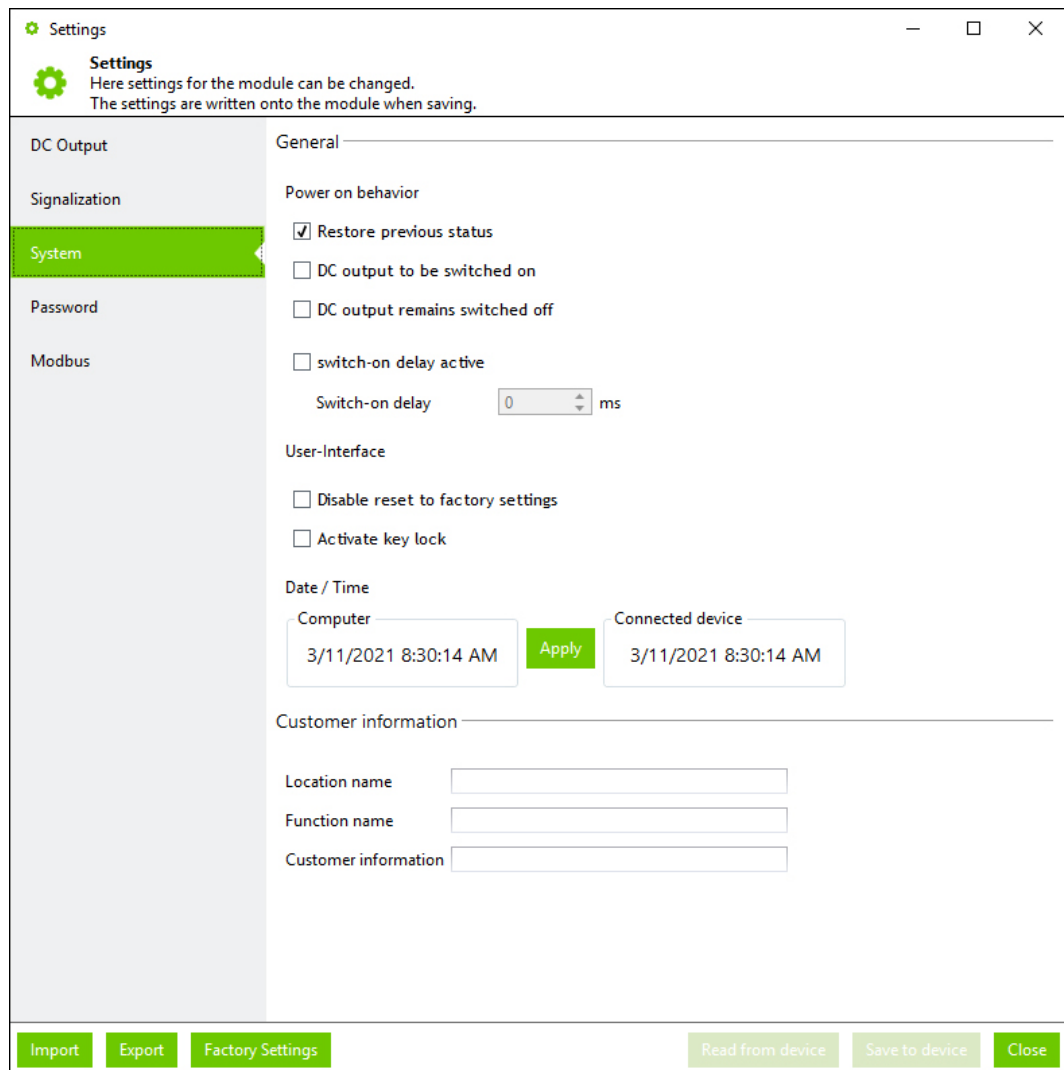 Settings
Settings
Here settings for the module can be changed.
The settings are written onto the module when saving.
DC Output
Signalization
System
Password
Modbus
General
Power on behavior
Restore previous status
DC output to be switched on
DC output remains switched off
switch-on delay active
Switch-on delay 0 ms
User-Interface
Disable reset to factory settings
Activate key lock
Date / Time
Computer
3/11/2021 8:30:14 AM
Apply
Connected device
3/11/2021 8:30:14 AM
Customer information
Location name
Function name
Customer information
Import Export Factory Settings Read from device Save to device Close